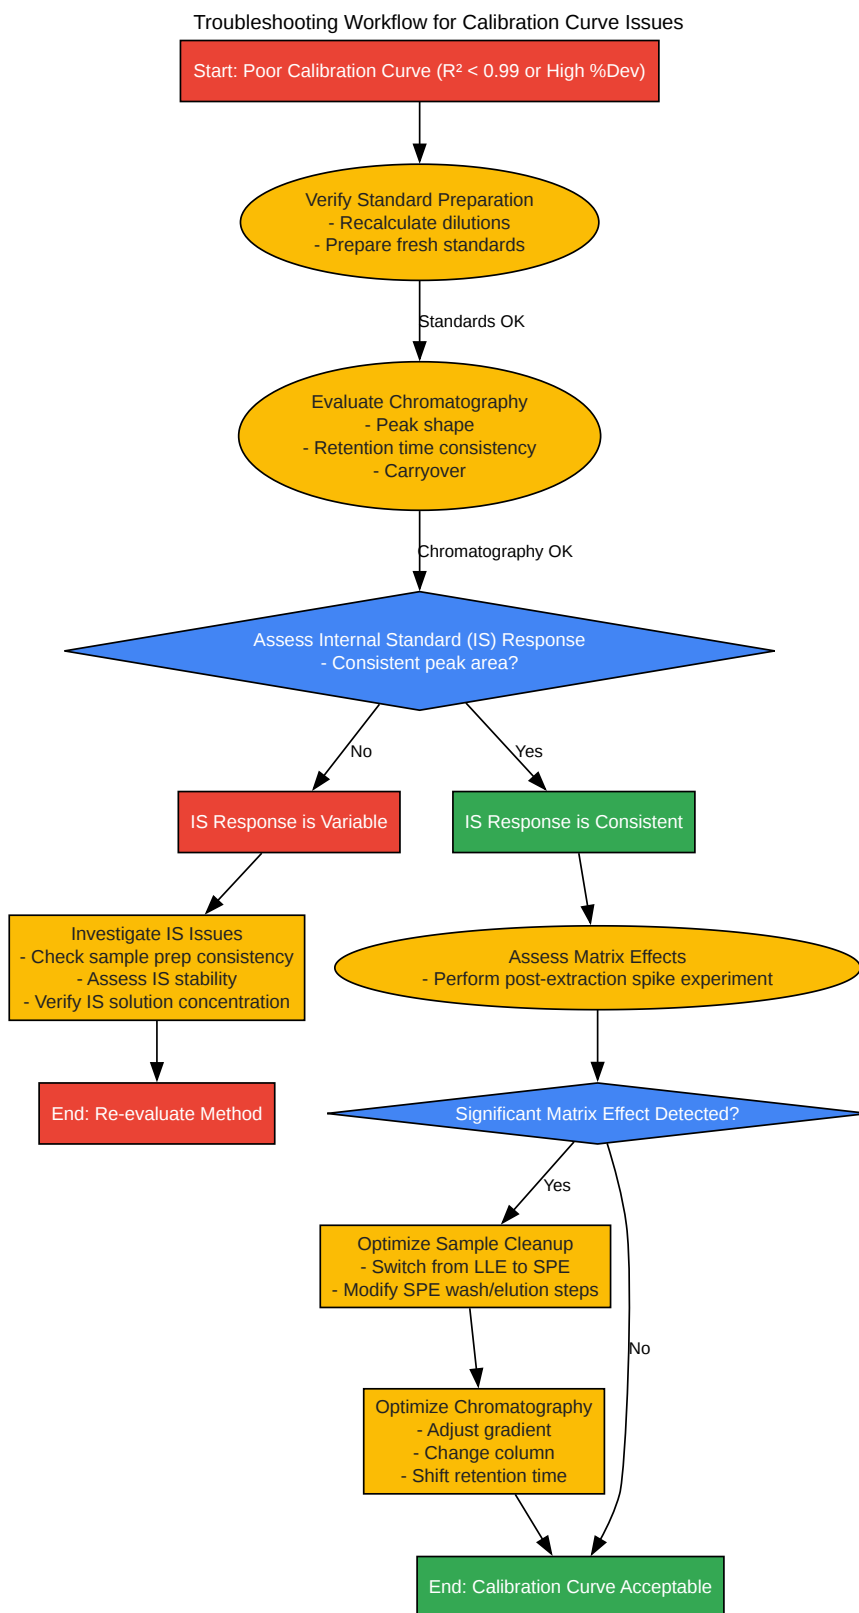 Troubleshooting Workflow for Calibration Curve Issues
Start: Poor Calibration Curve (R² < 0.99 or High %Dev)
Verify Standard Preparation
- Recalculate dilutions
- Prepare fresh standards
Standards OK
Evaluate Chromatography
- Peak shape
- Retention time consistency
- Carryover
Chromatography OK
Assess Internal Standard (IS) Response
- Consistent peak area?
No
Yes
IS Response is Variable
IS Response is Consistent
Investigate IS Issues
- Check sample prep consistency
- Assess IS stability
- Verify IS solution concentration
Assess Matrix Effects
- Perform post-extraction spike experiment
End: Re-evaluate Method
Significant Matrix Effect Detected?
Yes
Optimize Sample Cleanup
- Switch from LLE to SPE
- Modify SPE wash/elution steps
No
Optimize Chromatography
- Adjust gradient
- Change column
- Shift retention time
End: Calibration Curve Acceptable